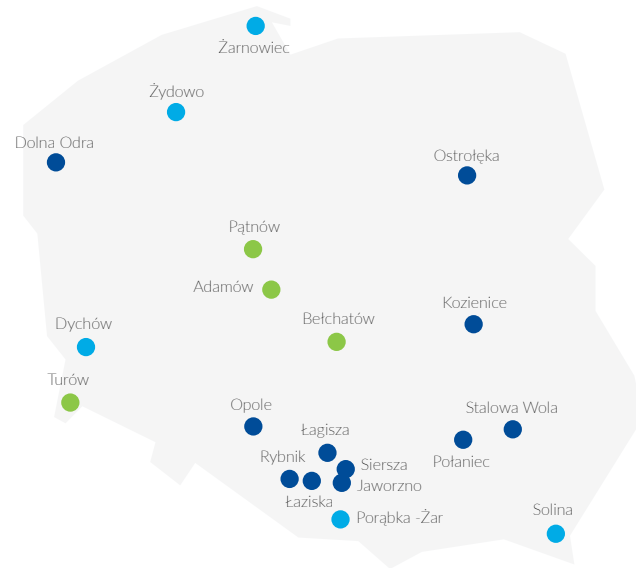 Żarnowiec
Żydowo
Dolna Odra
Ostrołęka
Pątnów
Adamów
Kozienice
Bełchatów
Dychów
Turów
Opole
Stalowa Wola
Łagisza
Rybnik
Siersza
Połaniec
Jaworzno
Łaziska
Solina
Porąbka -Żar